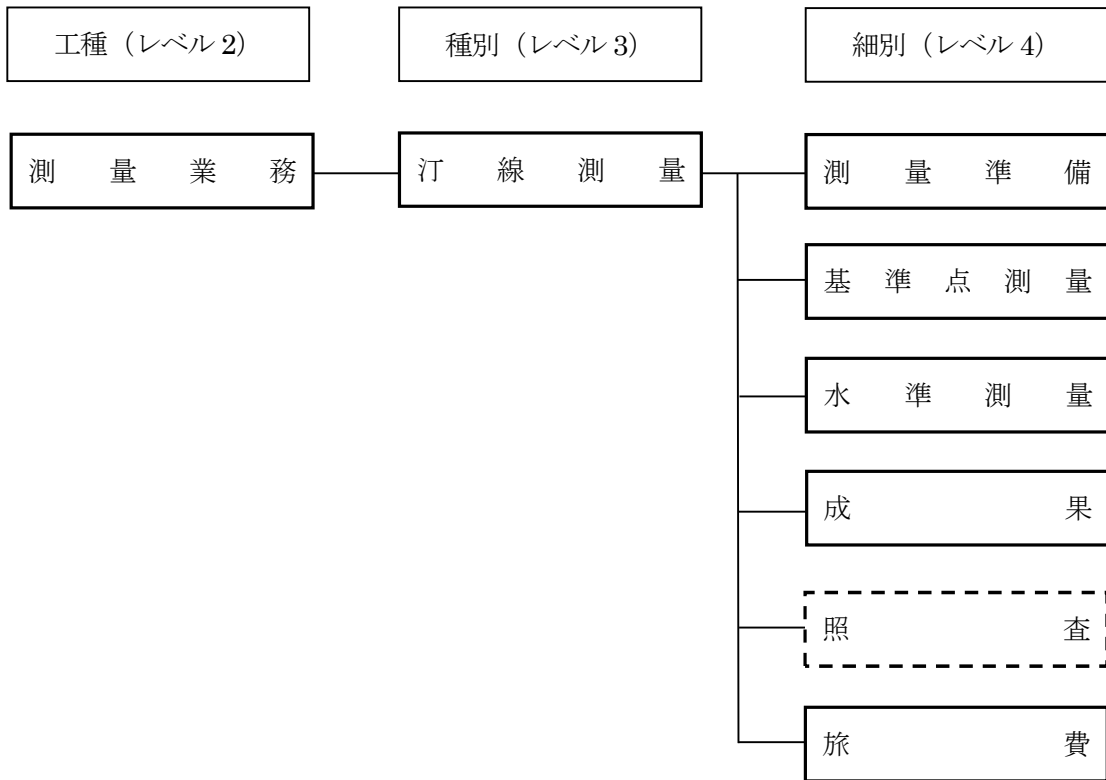 工種（レベル 2）
種別（レベル 3）
細別（レベル 4）
測量業務
汀線測量
測量準備
基準点測量
水準測量
成果
照査
旅費